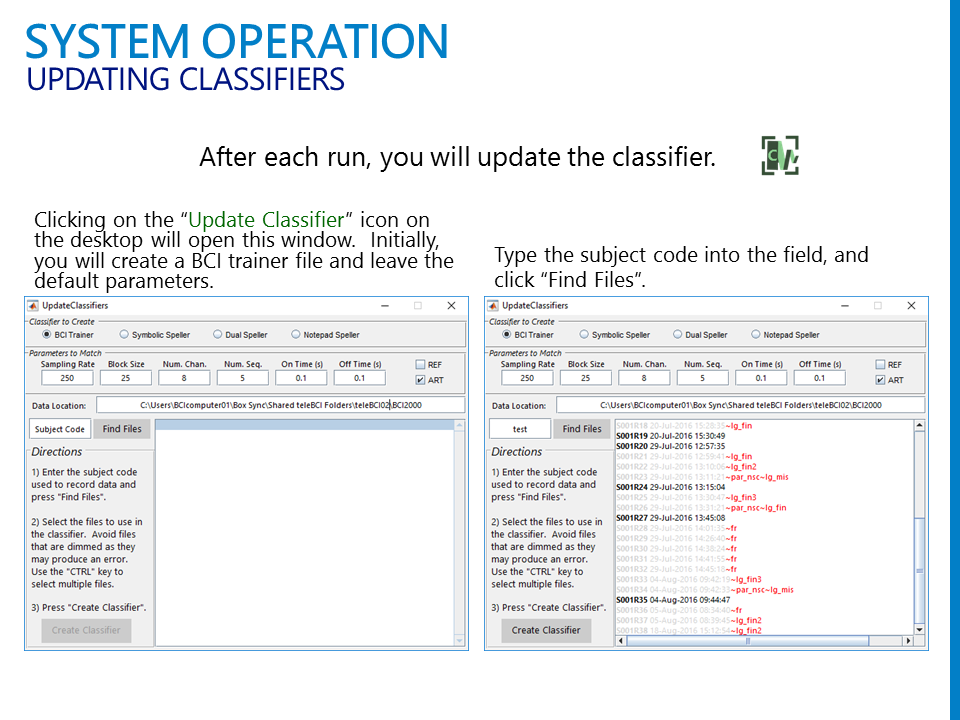 SYSTEM OPERATION
UPDATING CLASSIFIERS
After each run, you will update the classifier.
Clicking on the “Update Classifier” icon on
the desktop will open this window.  Initially,
you will create a BCI trainer file and leave the
default parameters.
Type the subject code into the field, and
click “Find Files”.
UpdateClassifiers
Classifier to Create
BCI Trainer Symbolic Speller Dual Speller Notepad Speller
Parameters to Match
Sampling Rate Block Size Num. Chan. Num. Seq. On Time (s) Off Time (s) REF
250 25 8 5 0.1 0.1 ART
Data Location: C:\Users\BCIcomputer01\Box Sync\Shared teleBCI Folders\teleBCI02\BCI2000
Subject Code Find Files
Directions
1) Enter the subject code
used to record data and
press "Find Files".
2) Select the files to use in
the classifier.  Avoid files
that are dimmed as they
may produce an error.
Use the "CTRL" key to
select multiple files.
3) Press "Create Classifier".
Create Classifier
UpdateClassifiers
Classifier to Create
BCI Trainer Symbolic Speller Dual Speller Notepad Speller
Parameters to Match
Sampling Rate Block Size Num. Chan. Num. Seq. On Time (s) Off Time (s) REF
250 25 8 5 0.1 0.1 ART
Data Location: C:\Users\BCIcomputer01\Box Sync\Shared teleBCI Folders\teleBCI02\BCI2000
test Find Files
Directions
1) Enter the subject code
used to record data and
press "Find Files".
2) Select the files to use in
the classifier.  Avoid files
that are dimmed as they
may produce an error.
Use the "CTRL" key to
select multiple files.
3) Press "Create Classifier".
Create Classifier
S001R18 20-Jul-2016 15:28:35~lg_fin
S001R19 20-Jul-2016 15:30:49
S001R20 29-Jul-2016 12:57:35
S001R21 29-Jul-2016 12:59:41~lg_fin
S001R22 29-Jul-2016 13:10:06~lg_fin2
S001R23 29-Jul-2016 13:11:21~par_nsc~lg_mis
S001R24 29-Jul-2016 13:15:04
S001R25 29-Jul-2016 13:30:47~lg_fin3
S001R26 29-Jul-2016 13:31:21~par_nsc~lg_fin
S001R27 29-Jul-2016 13:45:08
S001R28 29-Jul-2016 14:01:35~fr
S001R29 29-Jul-2016 14:26:40~fr
S001R30 29-Jul-2016 14:38:24~fr
S001R31 29-Jul-2016 14:41:55~fr
S001R32 29-Jul-2016 14:45:18~fr
S001R33 04-Aug-2016 09:42:19~lg_fin3
S001R34 04-Aug-2016 09:42:33~par_nsc~lg_mis
S001R35 04-Aug-2016 09:44:47
S001R36 05-Aug-2016 08:34:40~fr
S001R37 05-Aug-2016 08:39:45~lg_fin2
S001R38 18-Aug-2016 15:12:54~lg_fin2